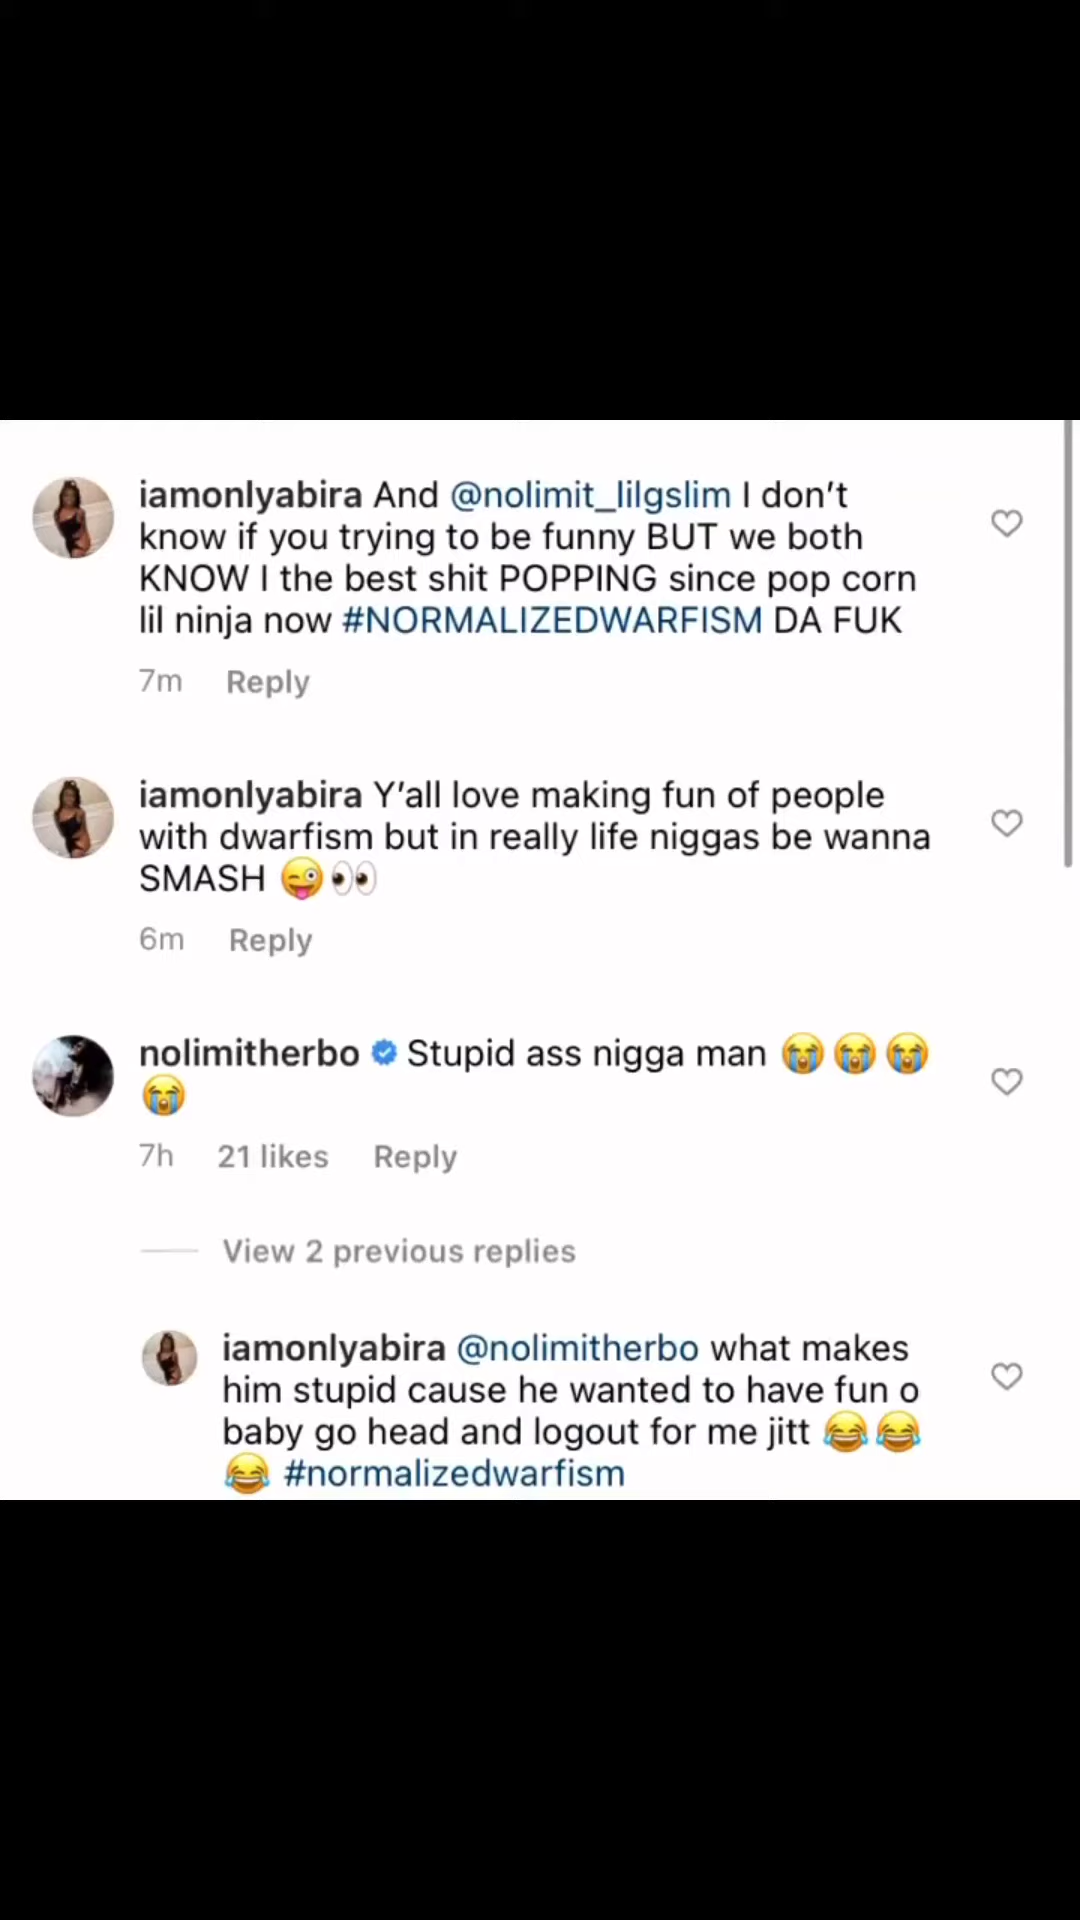 iamonlyabira And @nolimit_lilgslim I don't
know if you trying to be funny BUT we both
KNOW I the best shit POPPING since pop corn
lil ninja now #NORMALIZEDWARFISM DA FUK
7m Reply
iamonlyabira Y'all love making fun of people
with dwarfism but in really life niggas be wanna
SMASH 😜👀
6m Reply
nolimitherbo Stupid ass nigga man 😭😭😭
😭
7h 21 likes Reply
View 2 previous replies
iamonlyabira @nolimitherbo what makes
him stupid cause he wanted to have fun o
baby go head and logout for me jitt 😂😂
😂 #normalizedwarfism